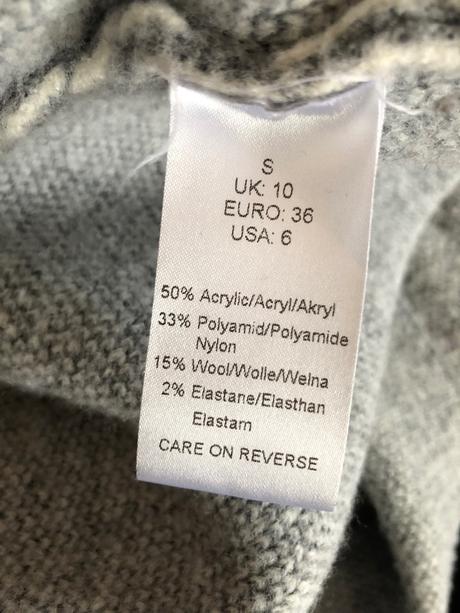 S
UK: 10
EURO: 36
USA: 6
50% Acrylic/Acryl/Akryl
33% Polyamid/Polyamide
Nylon
15% Wool/Wolle/Welna
2% Elastane/Elasthan
Elastam
CARE ON REVERSE